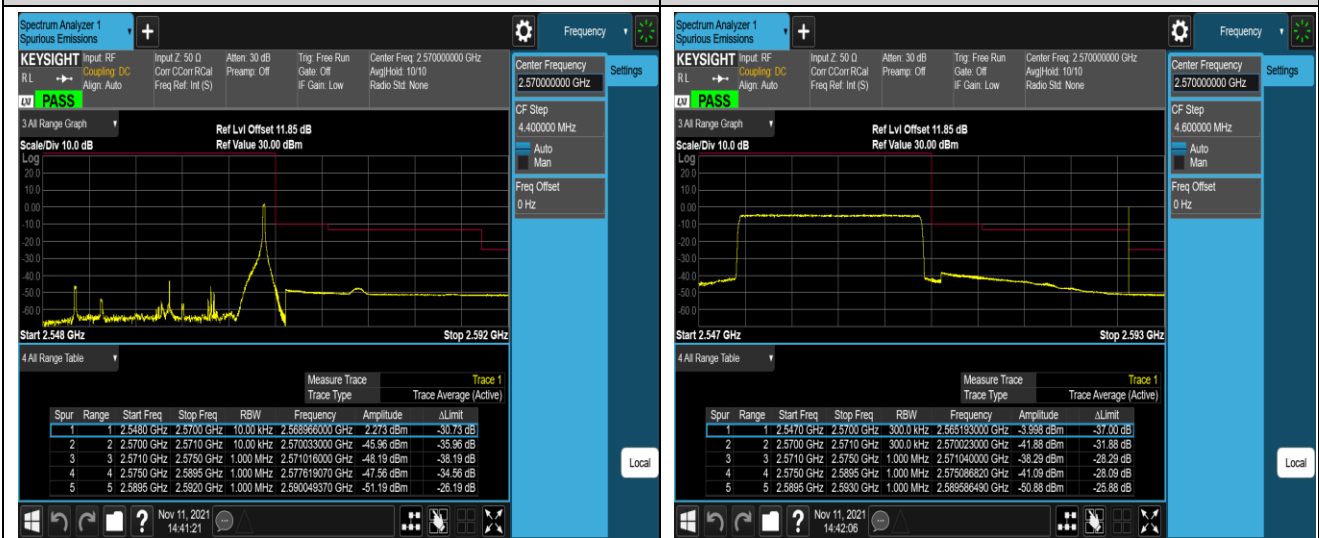 Spectrum Analyzer 1
Spurious Emissions
+
Frequency
KEYSIGHT Input: RF Input Z: 50 Ω Atten: 30 dB Trig: Free Run Center Freq: 2.570000000 GHz
RL Coupling: DC Corr CCorr RCal Preamp: Off Gate: Off Avg|Hold: 10/10
Align: Auto Freq Ref: Int (S) IF Gain: Low Radio Std: None
LXI PASS
Center Frequency
2.570000000 GHz
Settings
CF Step
4.400000 MHz
Auto
Man
Freq Offset
0 Hz
3 All Range Graph
Ref Lvl Offset 11.85 dB
Scale/Div 10.0 dB Ref Value 30.00 dBm
Log
20.0
10.0
0.00
-10.0
-20.0
-30.0
-40.0
-50.0
-60.0
Start 2.548 GHz Stop 2.592 GHz
4 All Range Table
Measure Trace Trace 1
Trace Type Trace Average (Active)
Spur Range Start Freq Stop Freq RBW Frequency Amplitude ΔLimit
1 1 2.5480 GHz 2.5700 GHz 10.00 kHz 2.568966000 GHz 2.273 dBm -30.73 dB
2 2 2.5700 GHz 2.5710 GHz 10.00 kHz 2.570033000 GHz -45.96 dBm -35.96 dB
3 3 2.5710 GHz 2.5750 GHz 1.000 MHz 2.571016000 GHz -48.19 dBm -38.19 dB
4 4 2.5750 GHz 2.5895 GHz 1.000 MHz 2.577619070 GHz -47.56 dBm -34.56 dB
5 5 2.5895 GHz 2.5920 GHz 1.000 MHz 2.590049370 GHz -51.19 dBm -26.19 dB
Local
?
Nov 11, 2021
14:41:21
Spectrum Analyzer 1
Spurious Emissions
+
Frequency
KEYSIGHT Input: RF Input Z: 50 Ω Atten: 30 dB Trig: Free Run Center Freq: 2.570000000 GHz
RL Coupling: DC Corr CCorr RCal Preamp: Off Gate: Off Avg|Hold: 10/10
Align: Auto Freq Ref: Int (S) IF Gain: Low Radio Std: None
LXI PASS
Center Frequency
2.570000000 GHz
Settings
CF Step
4.600000 MHz
Auto
Man
Freq Offset
0 Hz
3 All Range Graph
Ref Lvl Offset 11.85 dB
Scale/Div 10.0 dB Ref Value 30.00 dBm
Log
20.0
10.0
0.00
-10.0
-20.0
-30.0
-40.0
-50.0
-60.0
Start 2.547 GHz Stop 2.593 GHz
4 All Range Table
Measure Trace Trace 1
Trace Type Trace Average (Active)
Spur Range Start Freq Stop Freq RBW Frequency Amplitude ΔLimit
1 1 2.5470 GHz 2.5700 GHz 300.0 kHz 2.565193000 GHz -3.998 dBm -37.00 dB
2 2 2.5700 GHz 2.5710 GHz 300.0 kHz 2.570023000 GHz -41.88 dBm -31.88 dB
3 3 2.5710 GHz 2.5750 GHz 1.000 MHz 2.571040000 GHz -38.29 dBm -28.29 dB
4 4 2.5750 GHz 2.5895 GHz 1.000 MHz 2.575086820 GHz -41.09 dBm -28.09 dB
5 5 2.5895 GHz 2.5930 GHz 1.000 MHz 2.589586490 GHz -50.88 dBm -25.88 dB
Local
?
Nov 11, 2021
14:42:06